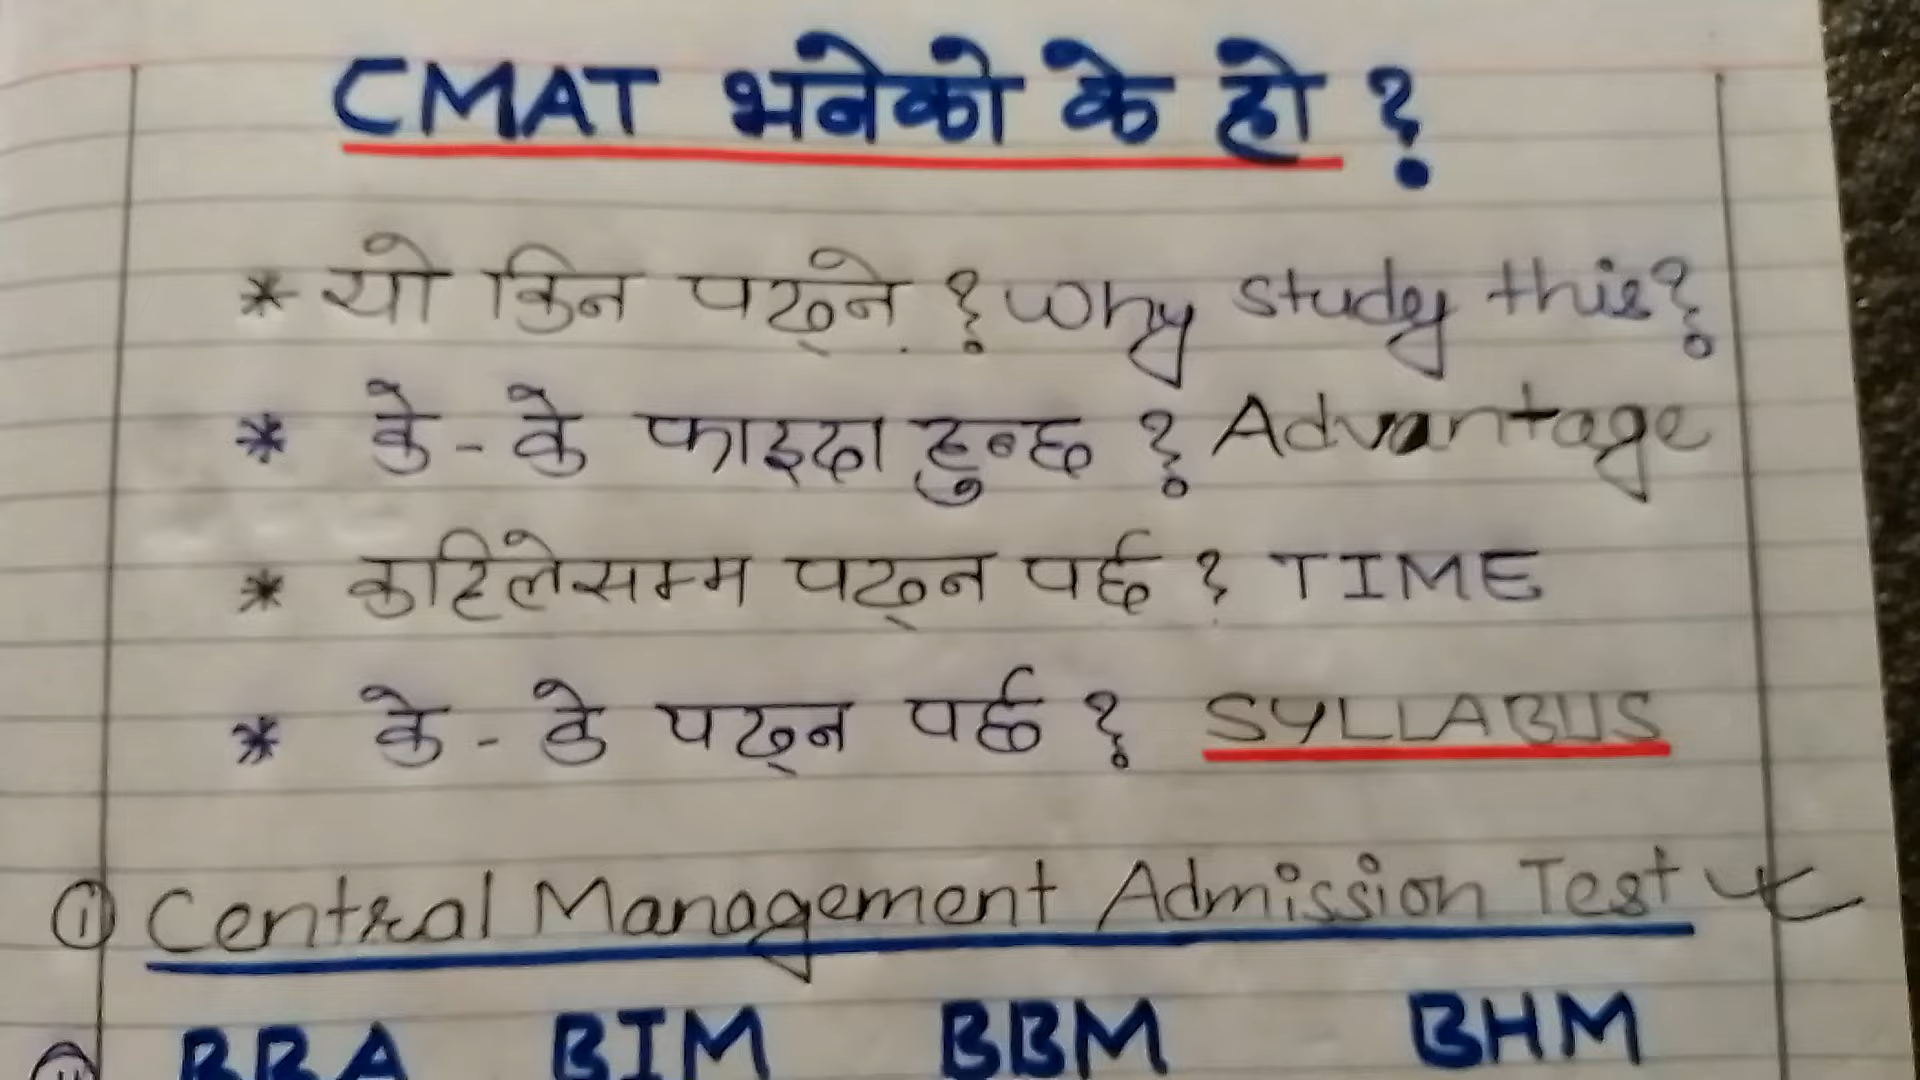 CMAT भनेको के हो ?
* यो किन पढ्ने ? Why study this?
* के - के फाइदा हुन्छ ? Advantage
* कहिलेसम्म पढ्न पर्छ ? TIME
* के - के पढ्न पर्छ ? SYLLABUS
① Central Management Admission Test
BBA BIM BBM BHM